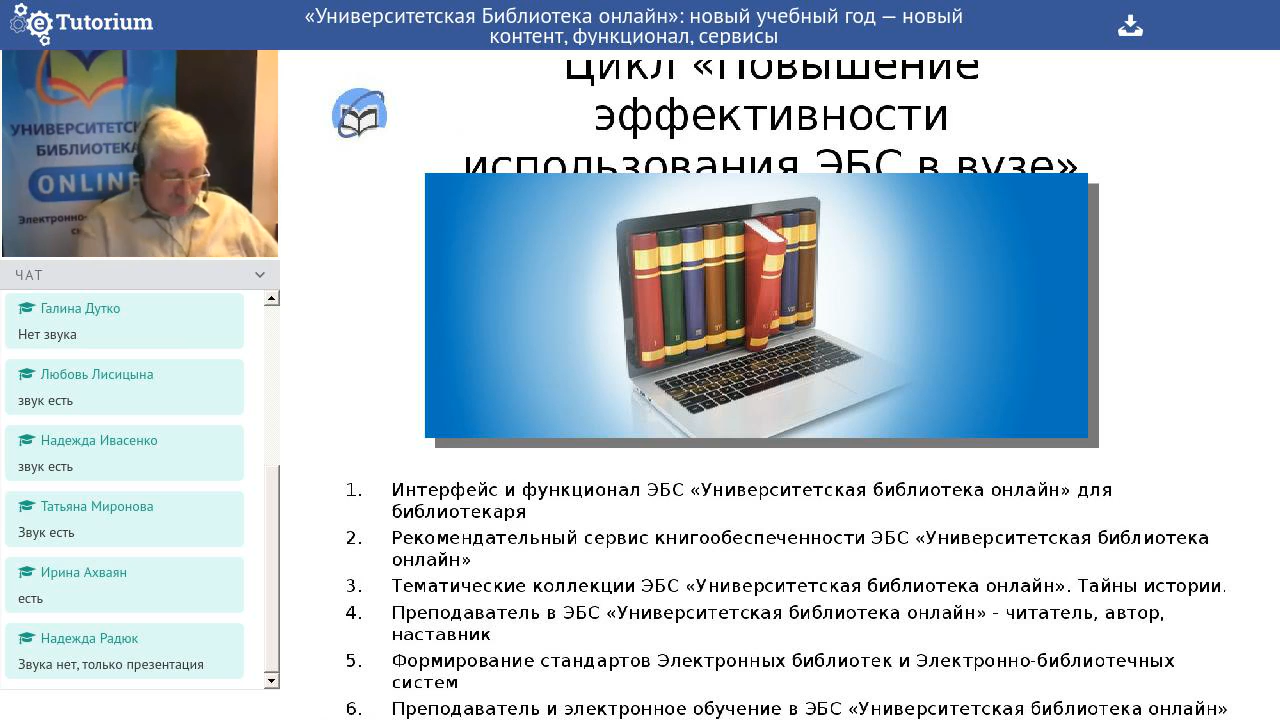 Tutorium
«Университетская Библиотека онлайн»: новый учебный год — новый
контент, функционал, сервисы
УНИВЕРСИТЕТСК
БИБЛИОТЕКА
ONLINE
Электронно-
ЧАТ
Галина Дутко
Нет звука
Любовь Лисицына
звук есть
Надежда Ивасенко
звук есть
Татьяна Миронова
Звук есть
Ирина Ахваян
есть
Надежда Радюк
Звука нет, только презентация
Цикл «Повышение
эффективности
использования ЭБС в вузе»
1. Интерфейс и функционал ЭБС «Университетская библиотека онлайн» для
библиотекаря
2. Рекомендательный сервис книгообеспеченности ЭБС «Университетская библиотека
онлайн»
3. Тематические коллекции ЭБС «Университетская библиотека онлайн». Тайны истории.
4. Преподаватель в ЭБС «Университетская библиотека онлайн» - читатель, автор,
наставник
5. Формирование стандартов Электронных библиотек и Электронно-библиотечных
систем
6. Преподаватель и электронное обучение в ЭБС «Университетская библиотека онлайн»